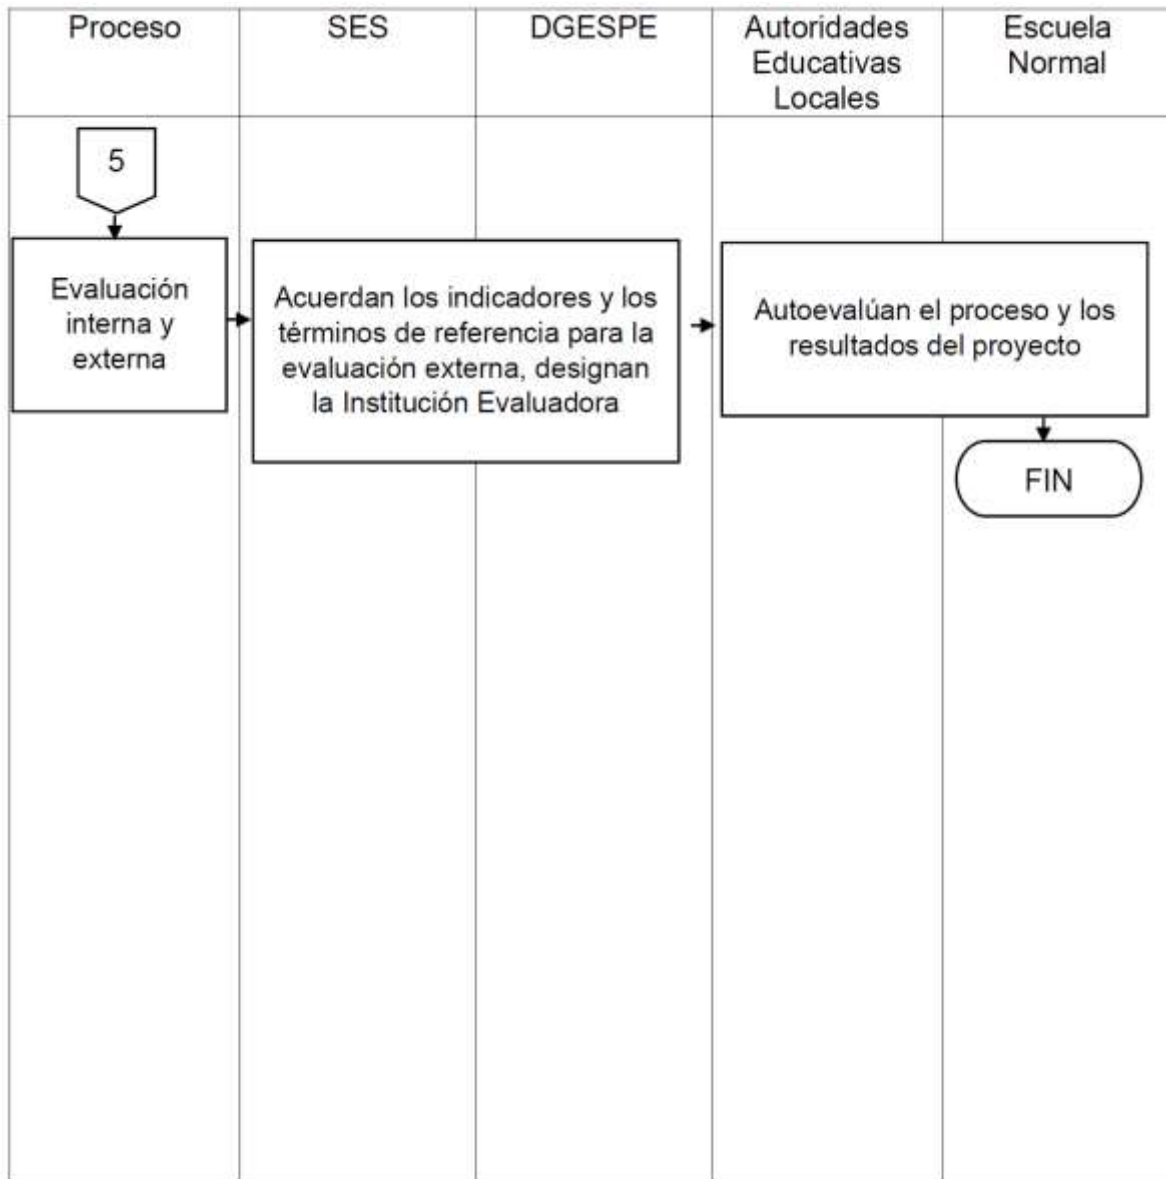 Proceso
SES
DGESPE
Autoridades
Educativas
Locales
Escuela
Normal
5
Evaluación
interna y
externa
Acuerdan los indicadores y los
términos de referencia para la
evaluación externa, designan
la Institución Evaluadora
Autoevalúan el proceso y los
resultados del proyecto
FIN